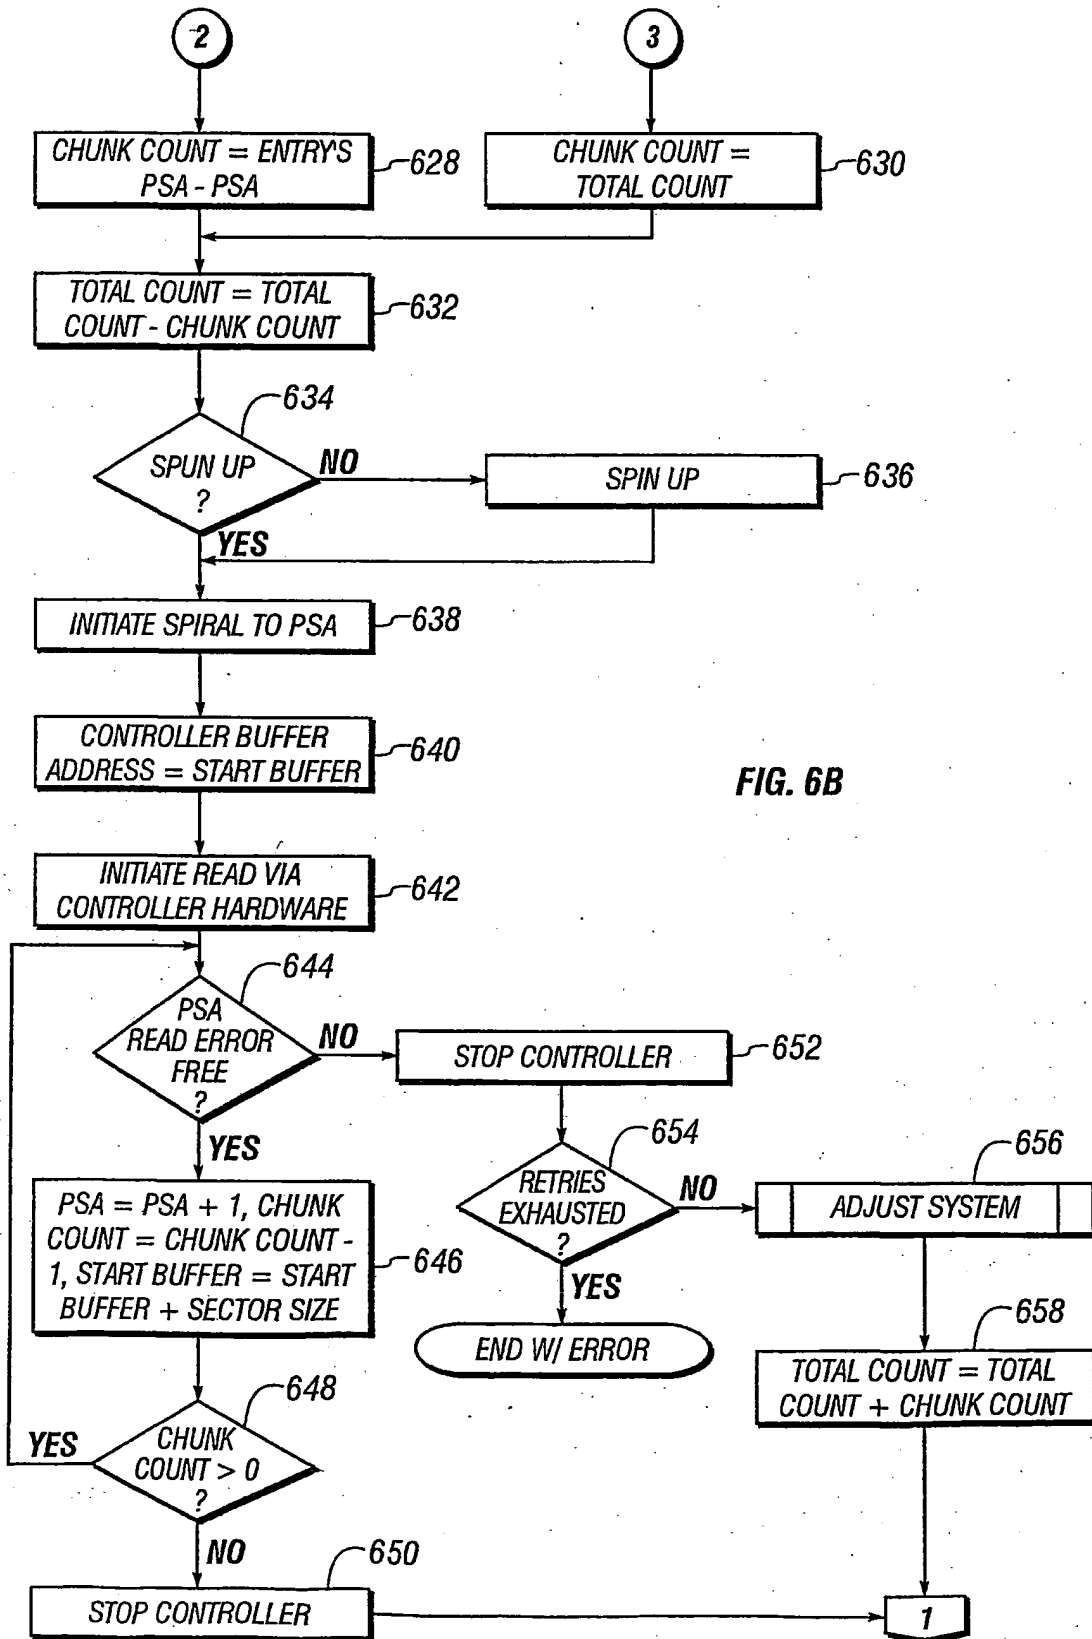 2
3
CHUNK COUNT = ENTRY'S
PSA - PSA
628
CHUNK COUNT =
TOTAL COUNT
630
TOTAL COUNT = TOTAL
COUNT - CHUNK COUNT
632
634
SPUN UP
?
NO
SPIN UP
636
YES
INITIATE SPIRAL TO PSA
638
CONTROLLER BUFFER
ADDRESS = START BUFFER
640
FIG. 6B
INITIATE READ VIA
CONTROLLER HARDWARE
642
644
PSA
READ ERROR
FREE
?
NO
STOP CONTROLLER
652
YES
654
RETRIES
EXHAUSTED
?
NO
656
ADJUST SYSTEM
PSA = PSA + 1, CHUNK
COUNT = CHUNK COUNT -
1, START BUFFER = START
BUFFER + SECTOR SIZE
646
YES
END W/ ERROR
658
TOTAL COUNT = TOTAL
COUNT + CHUNK COUNT
648
CHUNK
COUNT > 0
?
YES
NO
650
STOP CONTROLLER
1